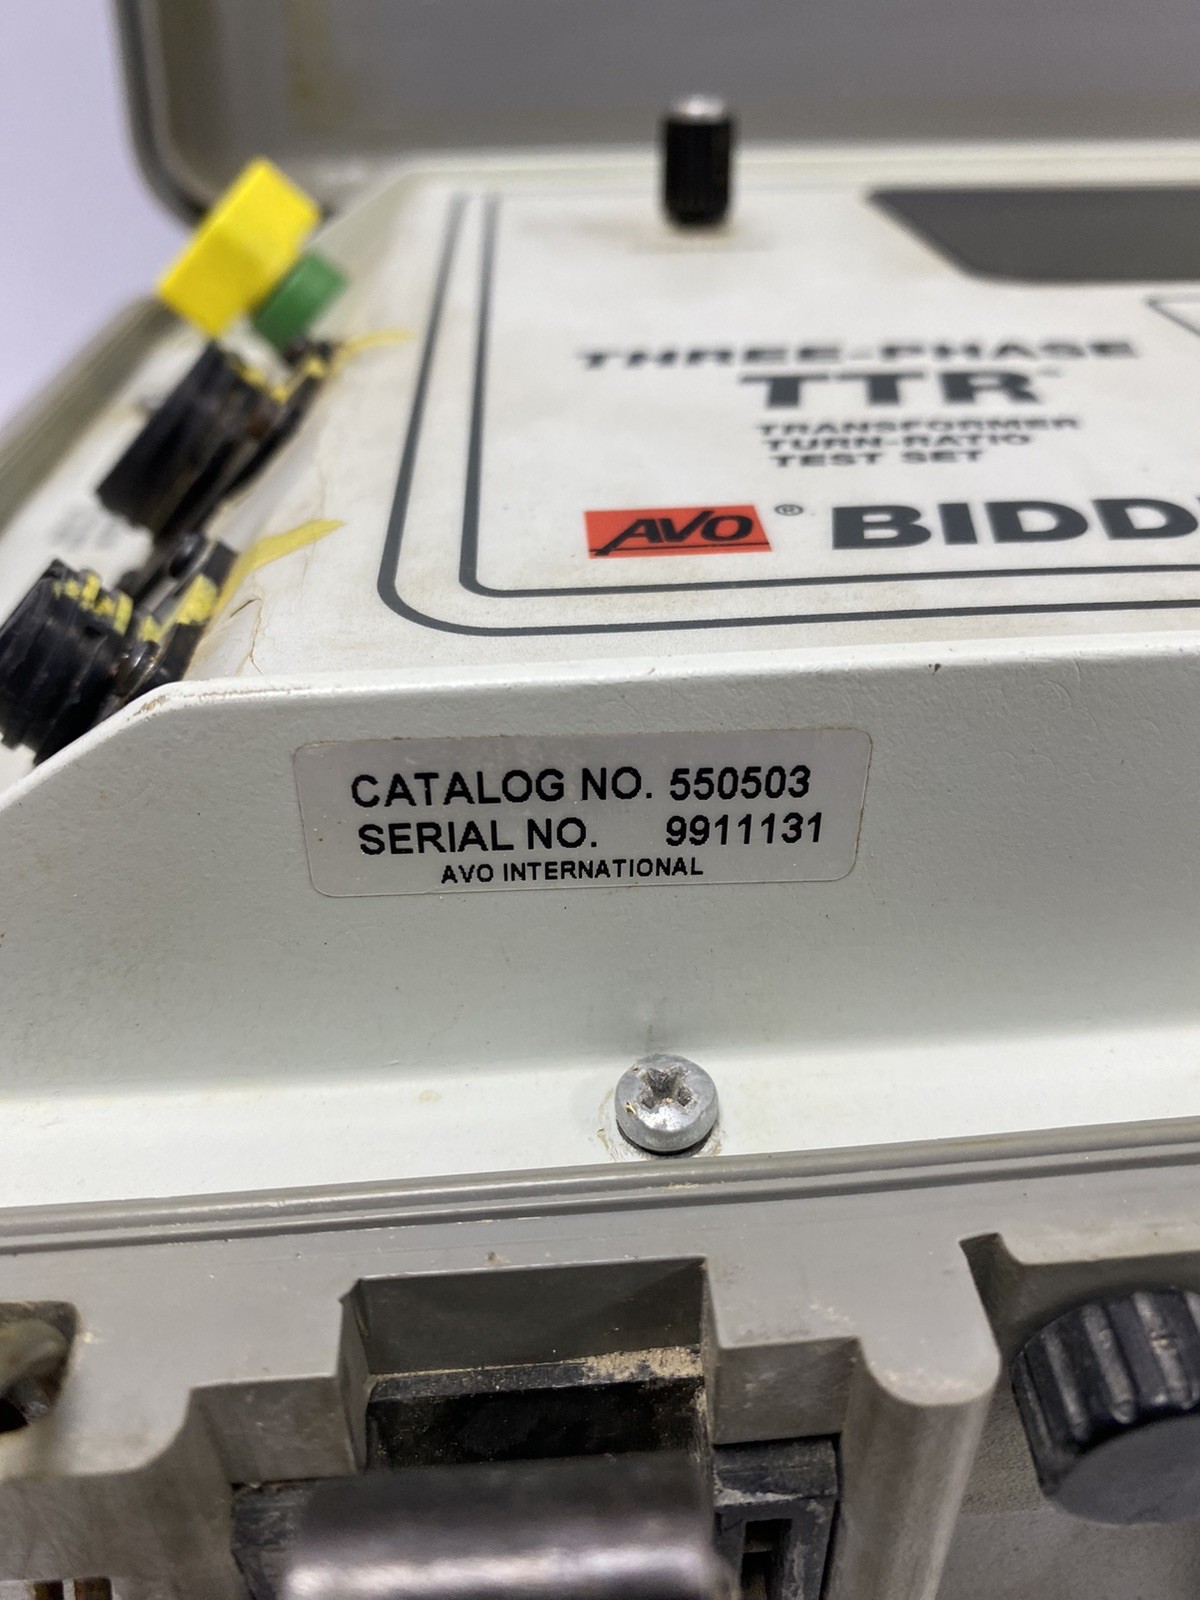 THREE-PHASE
TTR
TRANSFORMER
TURN-RATIO
TEST SET
AVO ® BIDD
CATALOG NO. 550503
SERIAL NO. 9911131
AVO INTERNATIONAL